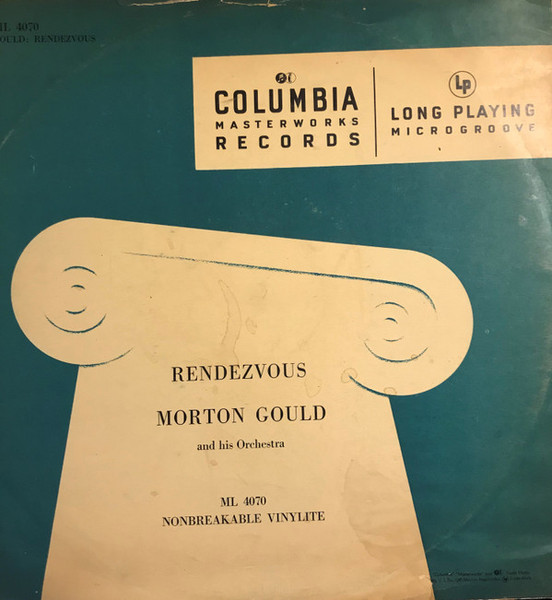 ML 4070
GOULD: RENDEZVOUS
COLUMBIA
MASTERWORKS
RECORDS
LP
LONG PLAYING
MICROGROOVE
RENDEZVOUS
MORTON GOULD
and his Orchestra
ML 4070
NONBREAKABLE VINYLITE